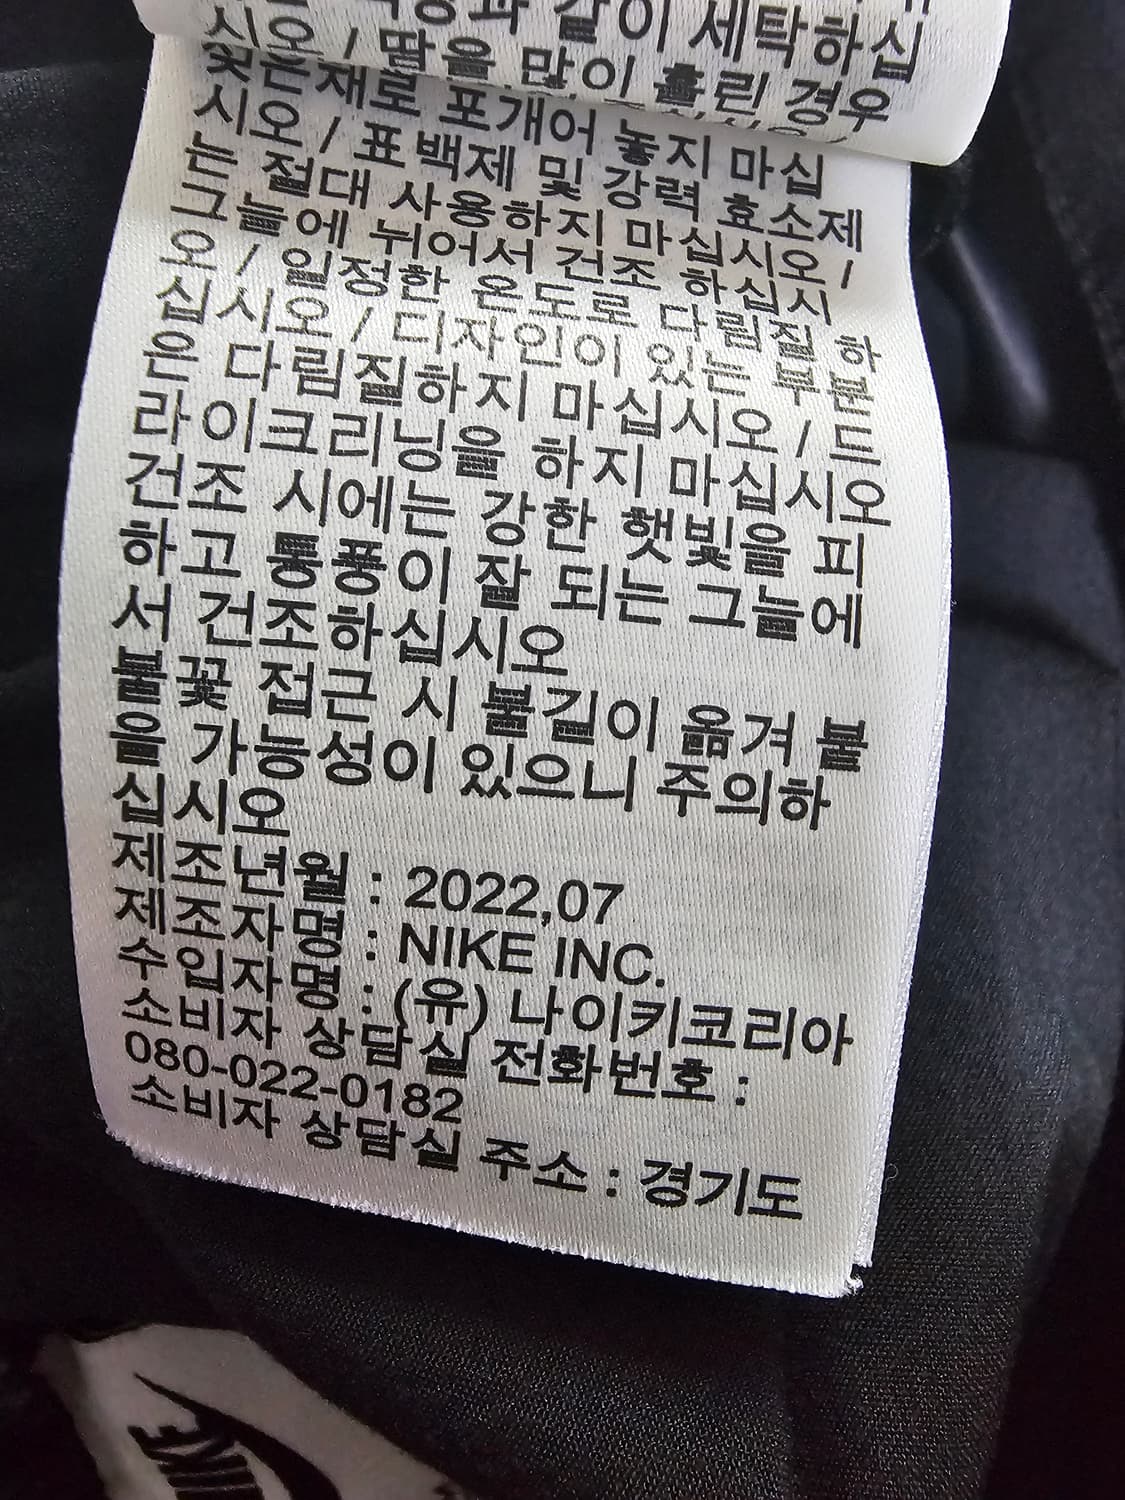 같이 세탁하십
시오 / 땀을 많이 흘린 경우
젖은채로 포개어 놓지 마십
시오 / 표백제 및 강력 효소제
는 절대 사용하지 마십시오 /
그늘에 뉘어서 건조 하십시
오 / 일정한 온도로 다림질 하
십시오 / 디자인이 있는 부분
은 다림질하지 마십시오 / 드
라이크리닝을 하지 마십시오
건조 시에는 강한 햇빛을 피
하고 통풍이 잘 되는 그늘에
서 건조하십시오
불꽃 접근 시 불길이 옮겨 붙
을 가능성이 있으니 주의하
십시오
제조년월 : 2022,07
제조자명 : NIKE INC.
수입자명 : (유) 나이키코리아
소비자 상담실 전화번호 :
080-022-0182
소비자 상담실 주소 : 경기도
NIKE